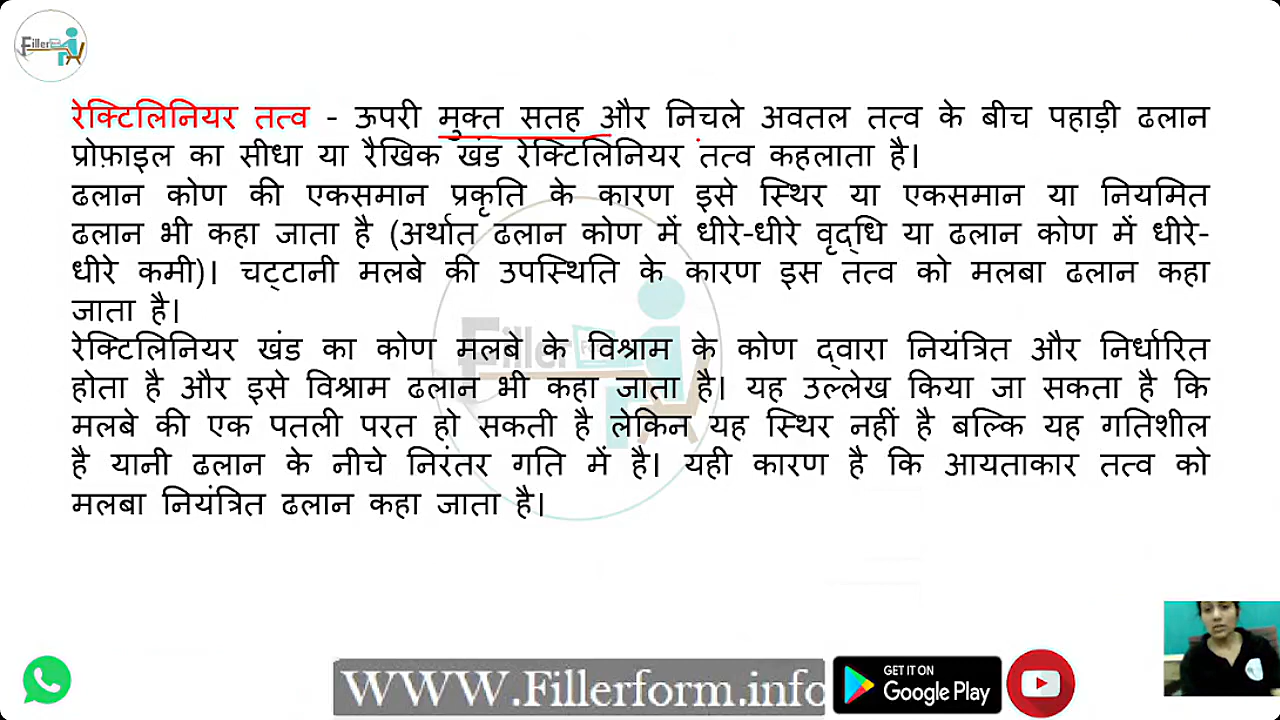 Filler
रेक्टिलिनियर तत्व - ऊपरी मुक्त सतह और निचले अवतल तत्व के बीच पहाड़ी ढलान
प्रोफ़ाइल का सीधा या रैखिक खंड रेक्टिलिनियर तत्व कहलाता है।
ढलान कोण की एकसमान प्रकृति के कारण इसे स्थिर या एकसमान या नियमित
ढलान भी कहा जाता है (अर्थात ढलान कोण में धीरे-धीरे वृद्धि या ढलान कोण में धीरे-
धीरे कमी)। चट्टानी मलबे की उपस्थिति के कारण इस तत्व को मलबा ढलान कहा
जाता है।
रेक्टिलिनियर खंड का कोण मलबे के विश्राम के कोण द्वारा नियंत्रित और निर्धारित
होता है और इसे विश्राम ढलान भी कहा जाता है। यह उल्लेख किया जा सकता है कि
मलबे की एक पतली परत हो सकती है लेकिन यह स्थिर नहीं है बल्कि यह गतिशील
है यानी ढलान के नीचे निरंतर गति में है। यही कारण है कि आयताकार तत्व को
मलबा नियंत्रित ढलान कहा जाता है।
Filler
WWW.Fillerform.info
GET IT ON
Google Play